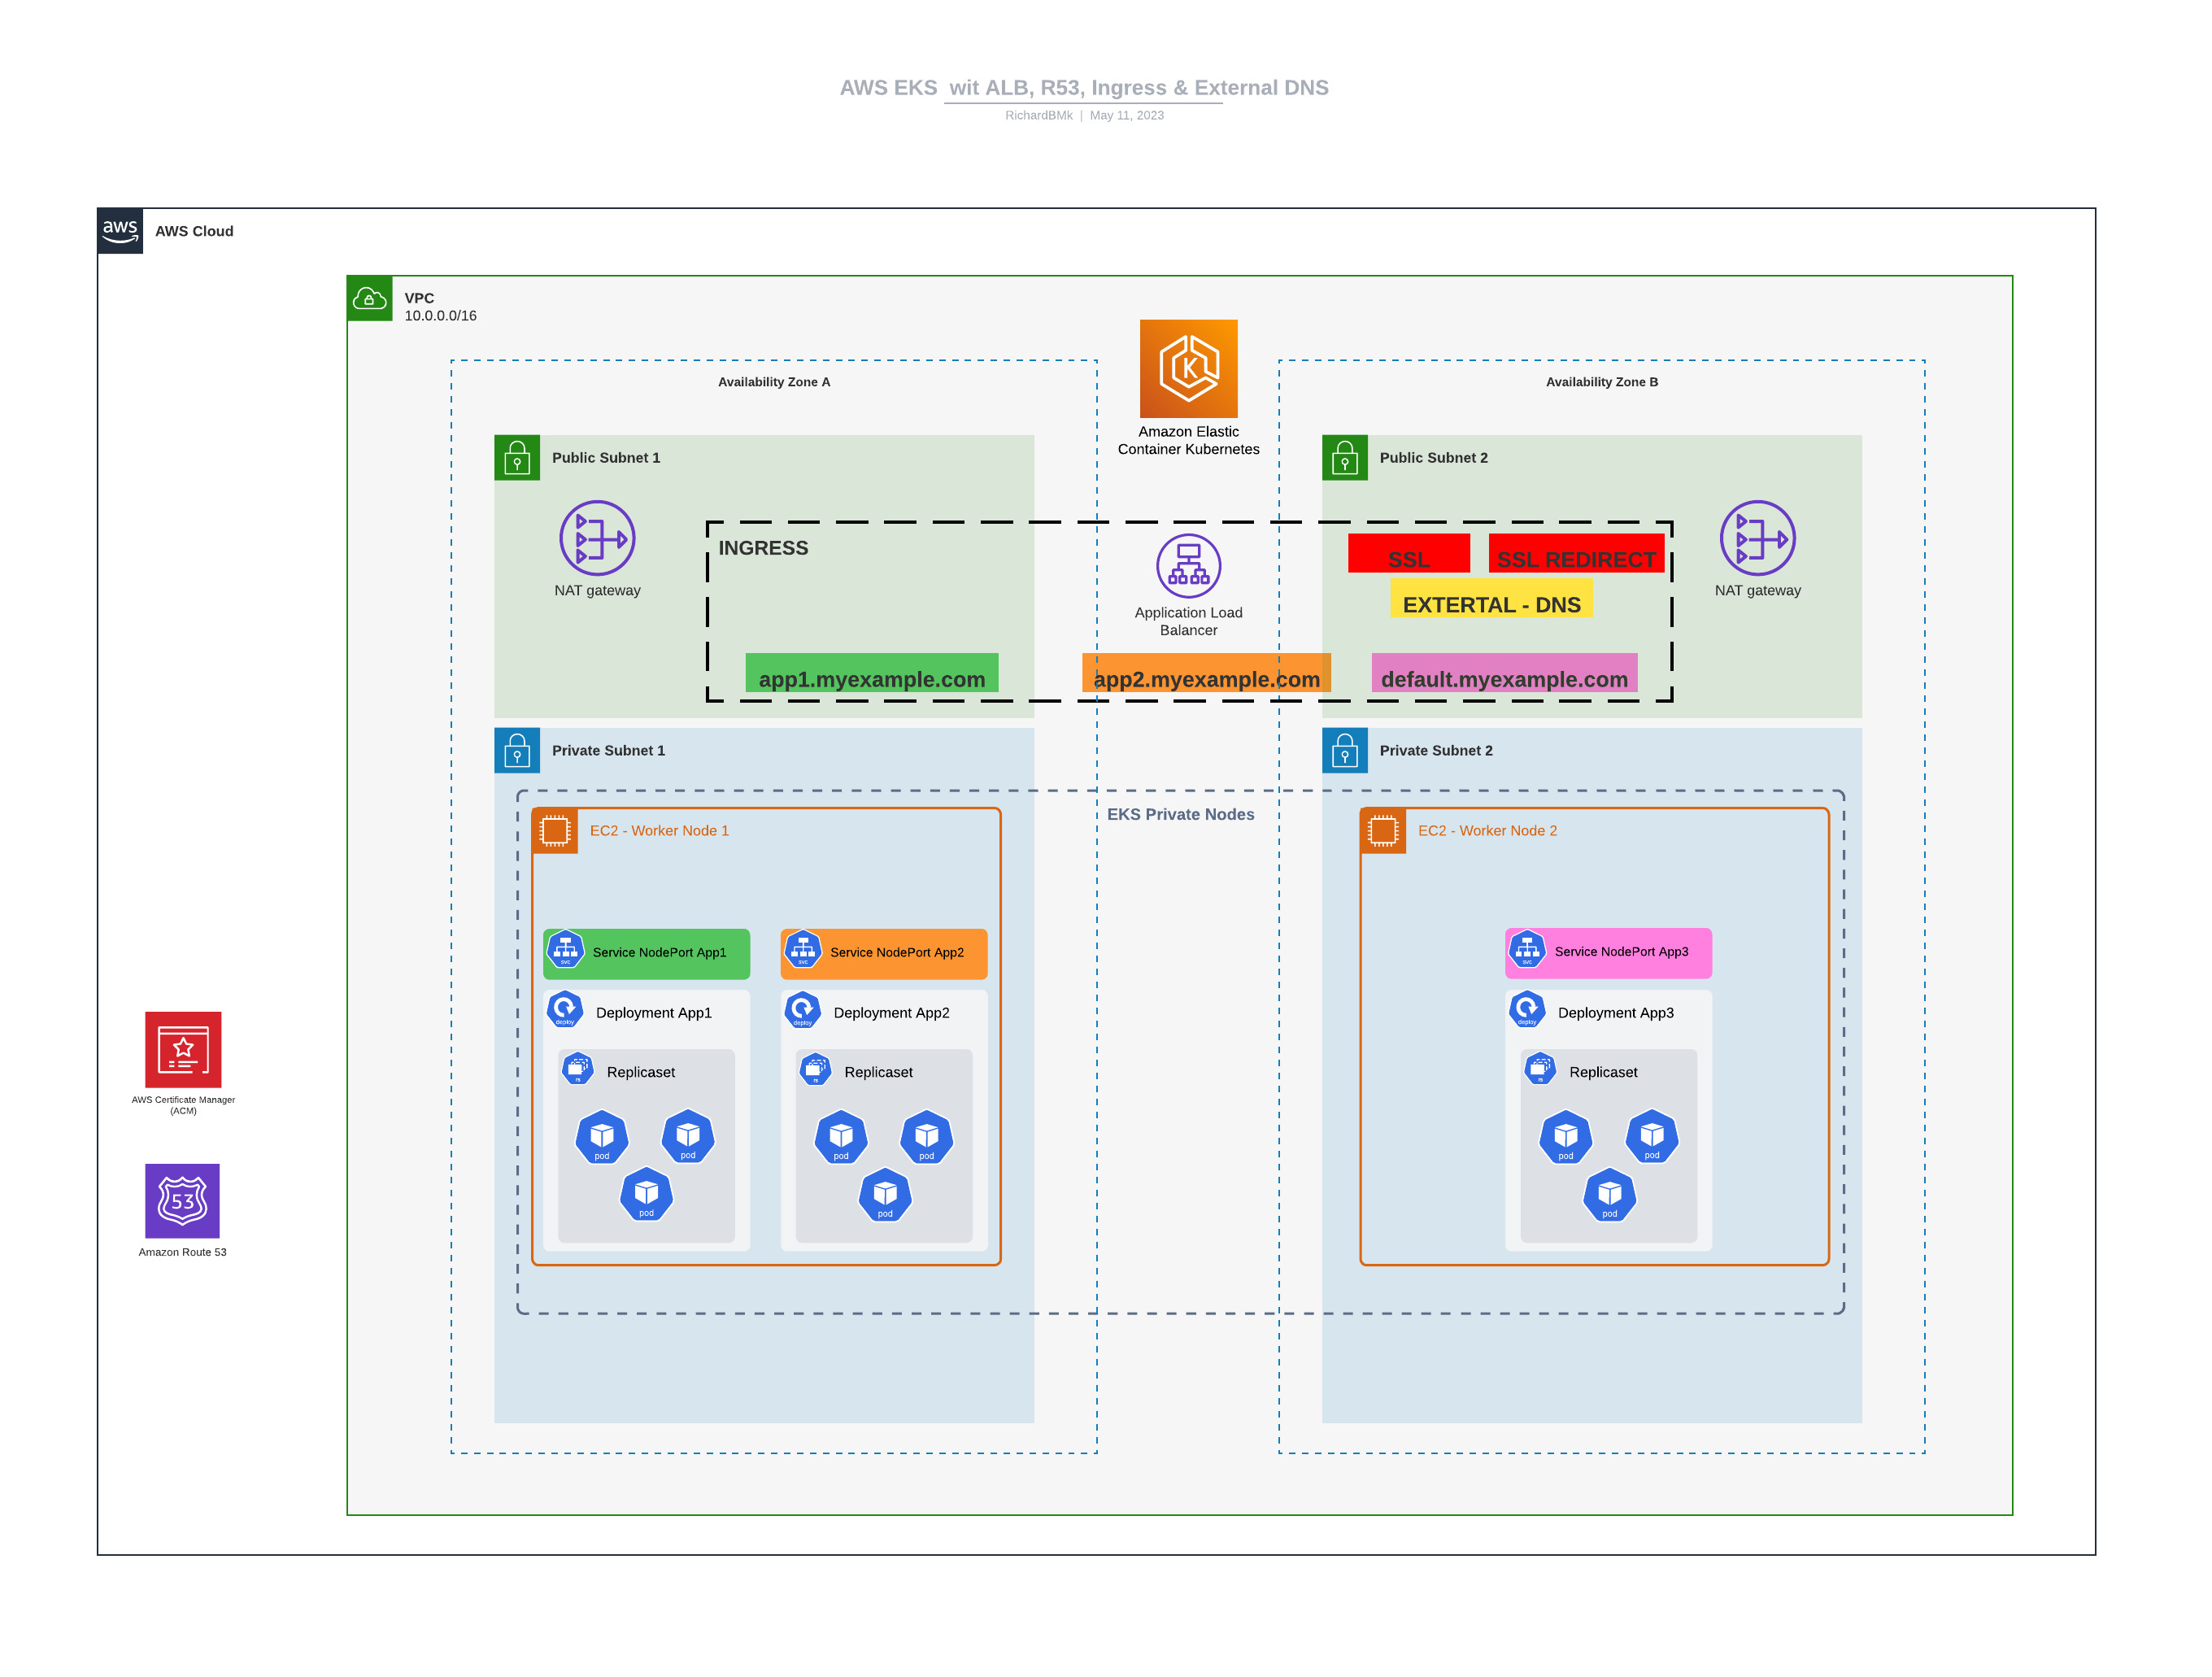 AWS EKS  wit ALB, R53, Ingress & External DNS
RichardBMk | May 11, 2023
aws
AWS Cloud
VPC
10.0.0.0/16
Availability Zone A
Availability Zone B
Amazon Elastic
Container Kubernetes
Public Subnet 1
Public Subnet 2
NAT gateway
INGRESS
Application Load
Balancer
SSL
SSL REDIRECT
EXTERTAL - DNS
NAT gateway
app1.myexample.com
app2.myexample.com
default.myexample.com
Private Subnet 1
Private Subnet 2
EKS Private Nodes
EC2 - Worker Node 1
EC2 - Worker Node 2
svc
Service NodePort App1
svc
Service NodePort App2
svc
Service NodePort App3
deploy
Deployment App1
deploy
Deployment App2
deploy
Deployment App3
rs
Replicaset
rs
Replicaset
rs
Replicaset
pod
pod
pod
pod
pod
pod
pod
pod
pod
AWS Certificate Manager
(ACM)
53
Amazon Route 53